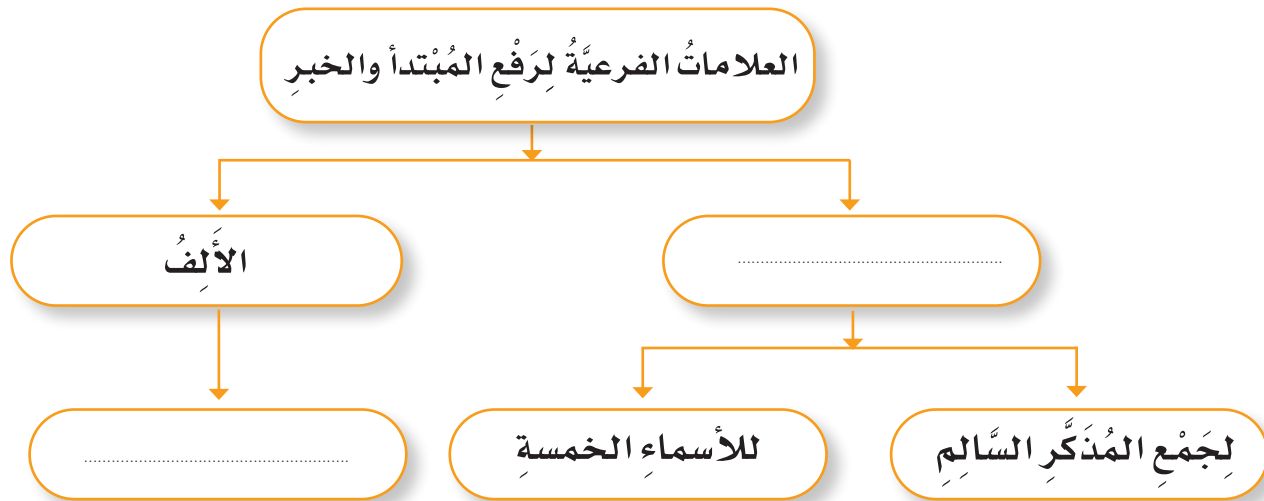 العلاماتُ الفرعيَّةُ لِرَفْعِ المُبْتدأ والخبرِ
........................................................
الأَلِفُ
لِجَمْعِ المُذَكَّرِ السَّالِمِ
للأسماءِ الخمسةِ
........................................................